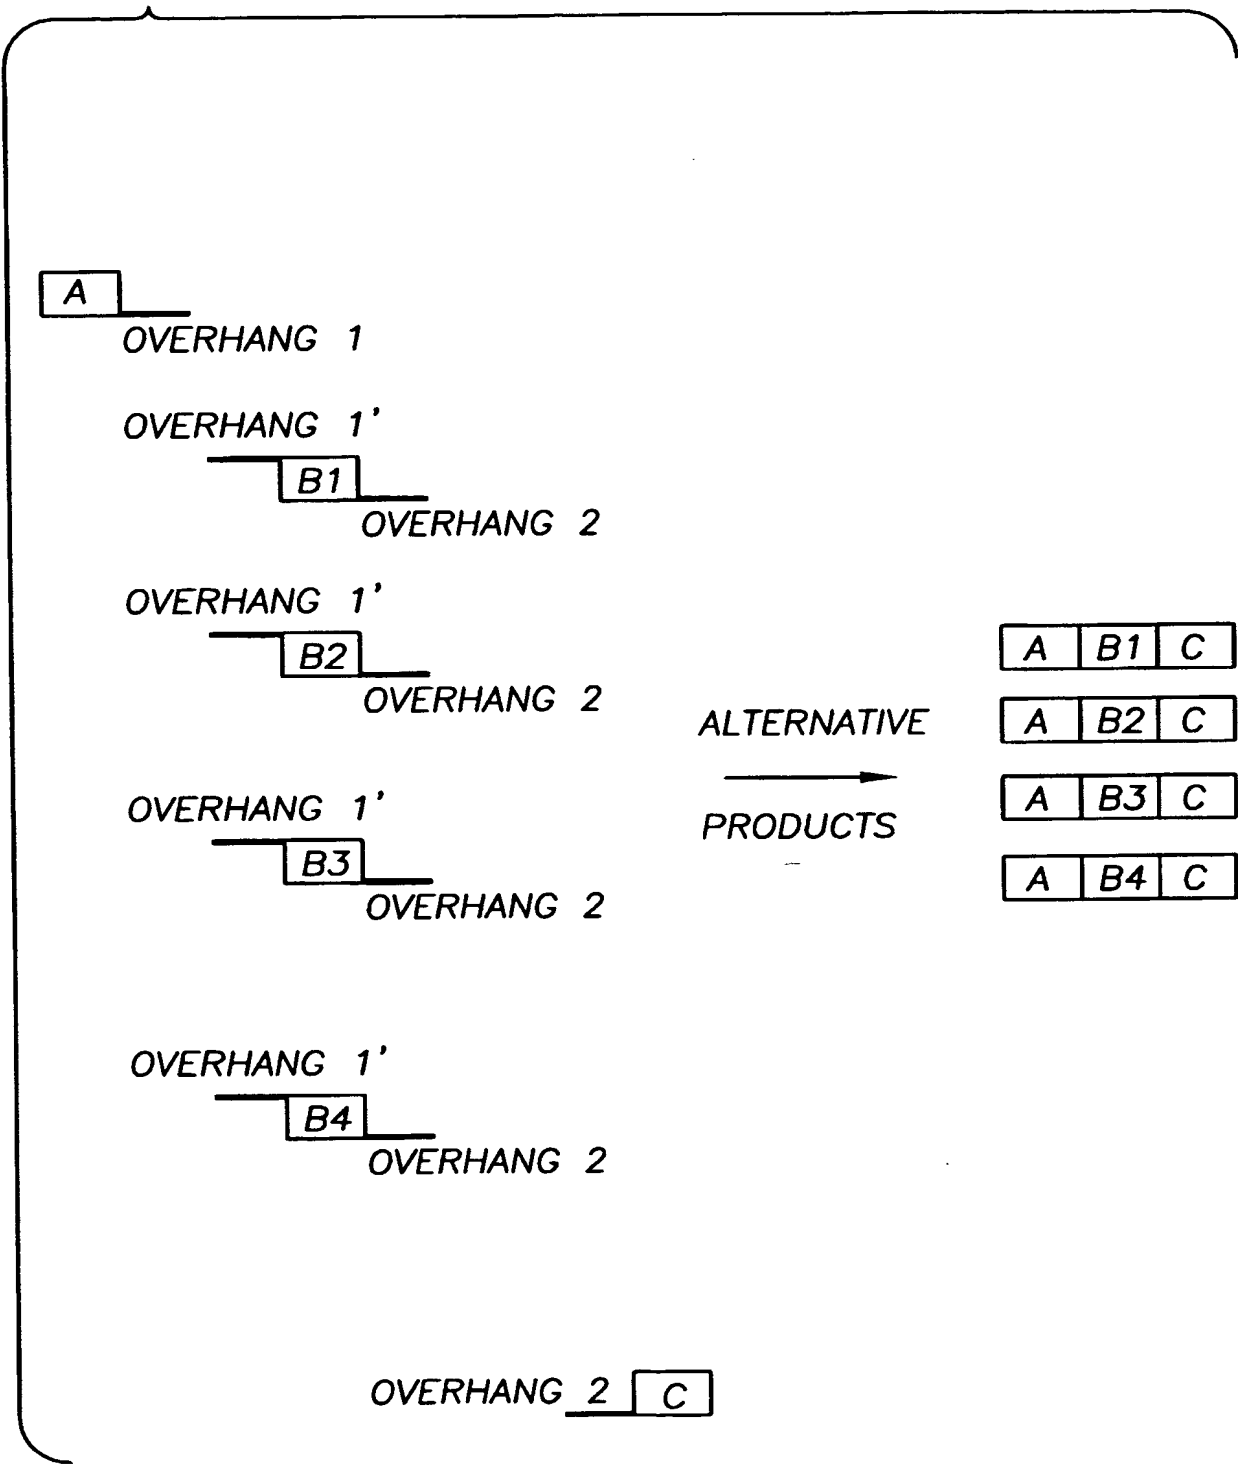 A
OVERHANG 1
OVERHANG 1'
B1
OVERHANG 2
OVERHANG 1'
B2
OVERHANG 2
OVERHANG 1'
B3
OVERHANG 2
OVERHANG 1'
B4
OVERHANG 2
OVERHANG 2 C
ALTERNATIVE
PRODUCTS
A B1 C
A B2 C
A B3 C
A B4 C